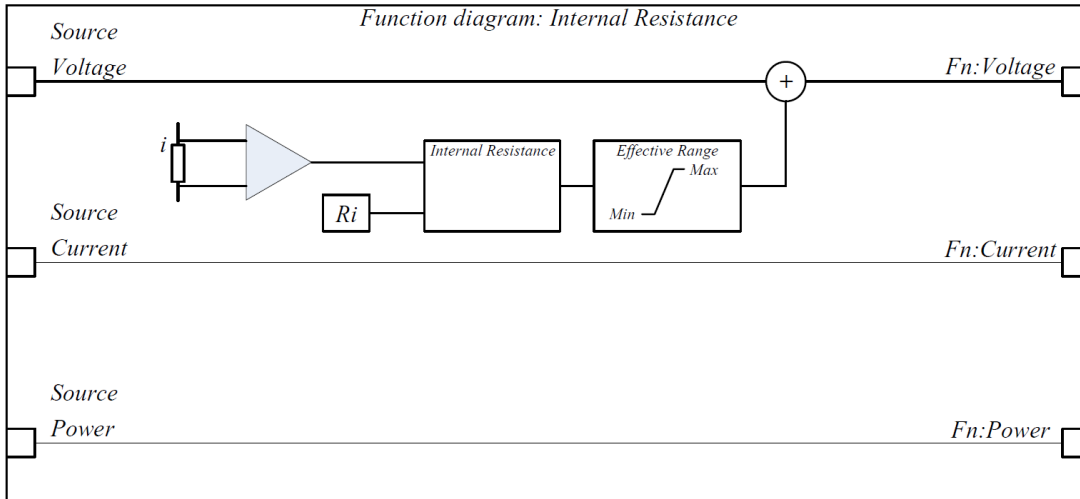 Function diagram: Internal Resistance
Source
Voltage
Fn:Voltage
+
i
Internal Resistance
Effective Range
Max
Min
Ri
Source
Current
Fn:Current
Source
Power
Fn:Power